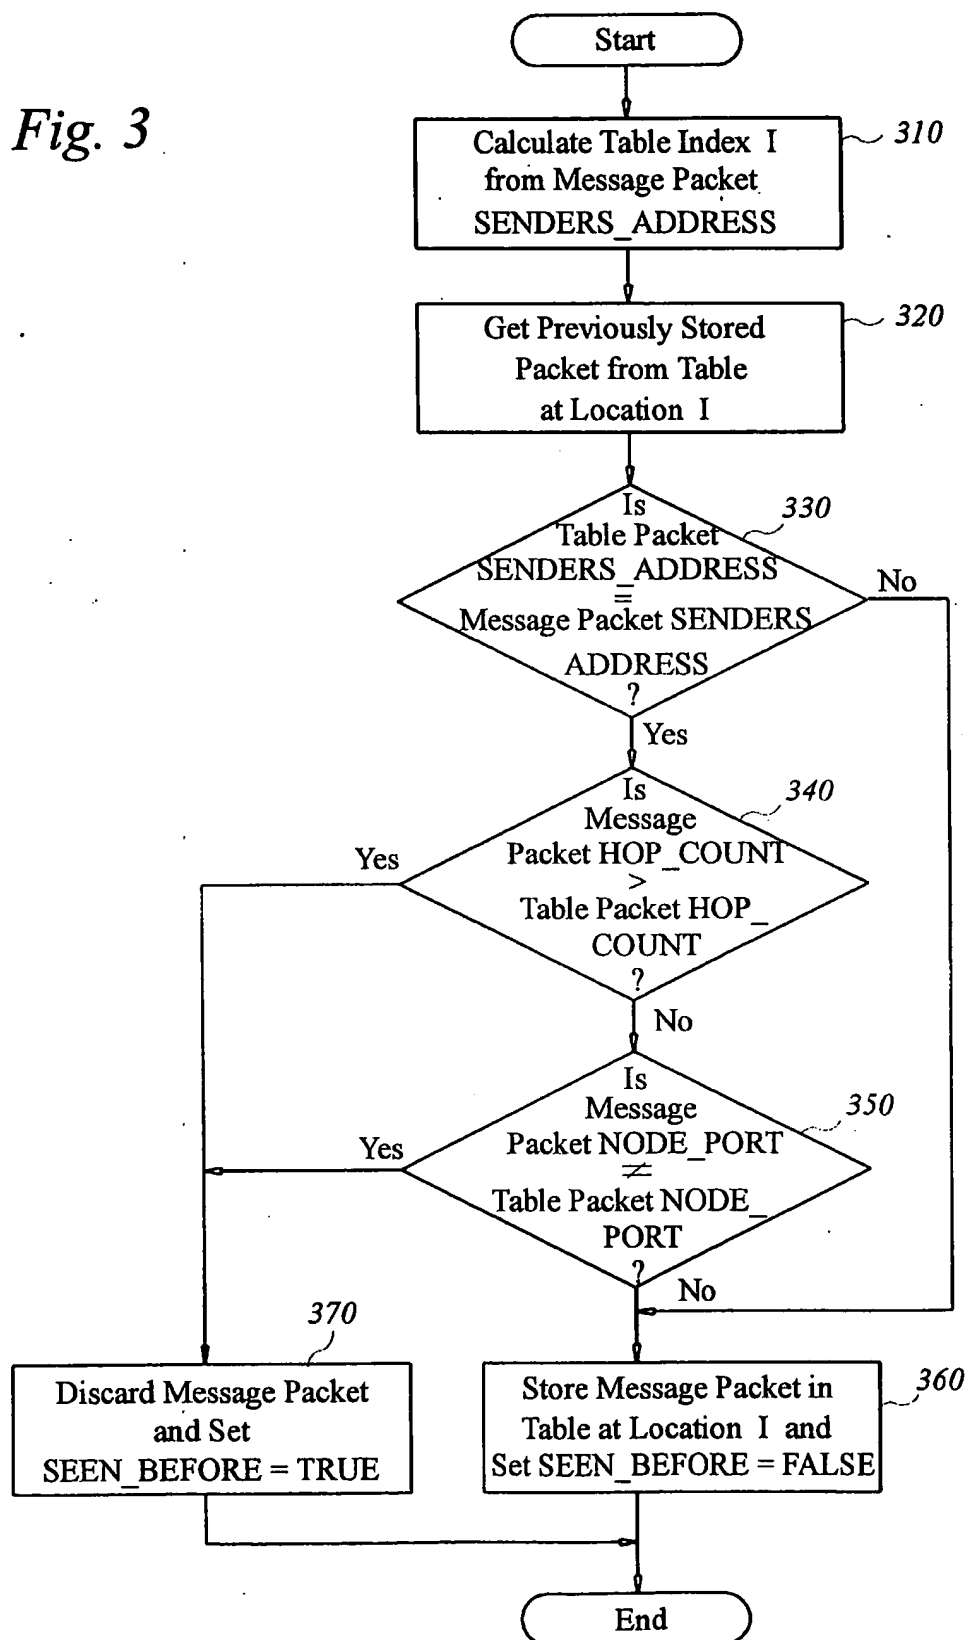 Start
Fig. 3
310
Calculate Table Index I
from Message Packet
SENDERS_ADDRESS
320
Get Previously Stored
Packet from Table
at Location I
330
Is
Table Packet
SENDERS_ADDRESS
=
Message Packet SENDERS
ADDRESS
?
No
Yes
340
Is
Message
Packet HOP_COUNT
>
Table Packet HOP_
COUNT
?
Yes
No
350
Is
Message
Packet NODE_PORT
≠
Table Packet NODE_
PORT
?
Yes
No
370
Discard Message Packet
and Set
SEEN_BEFORE = TRUE
360
Store Message Packet in
Table at Location I and
Set SEEN_BEFORE = FALSE
End